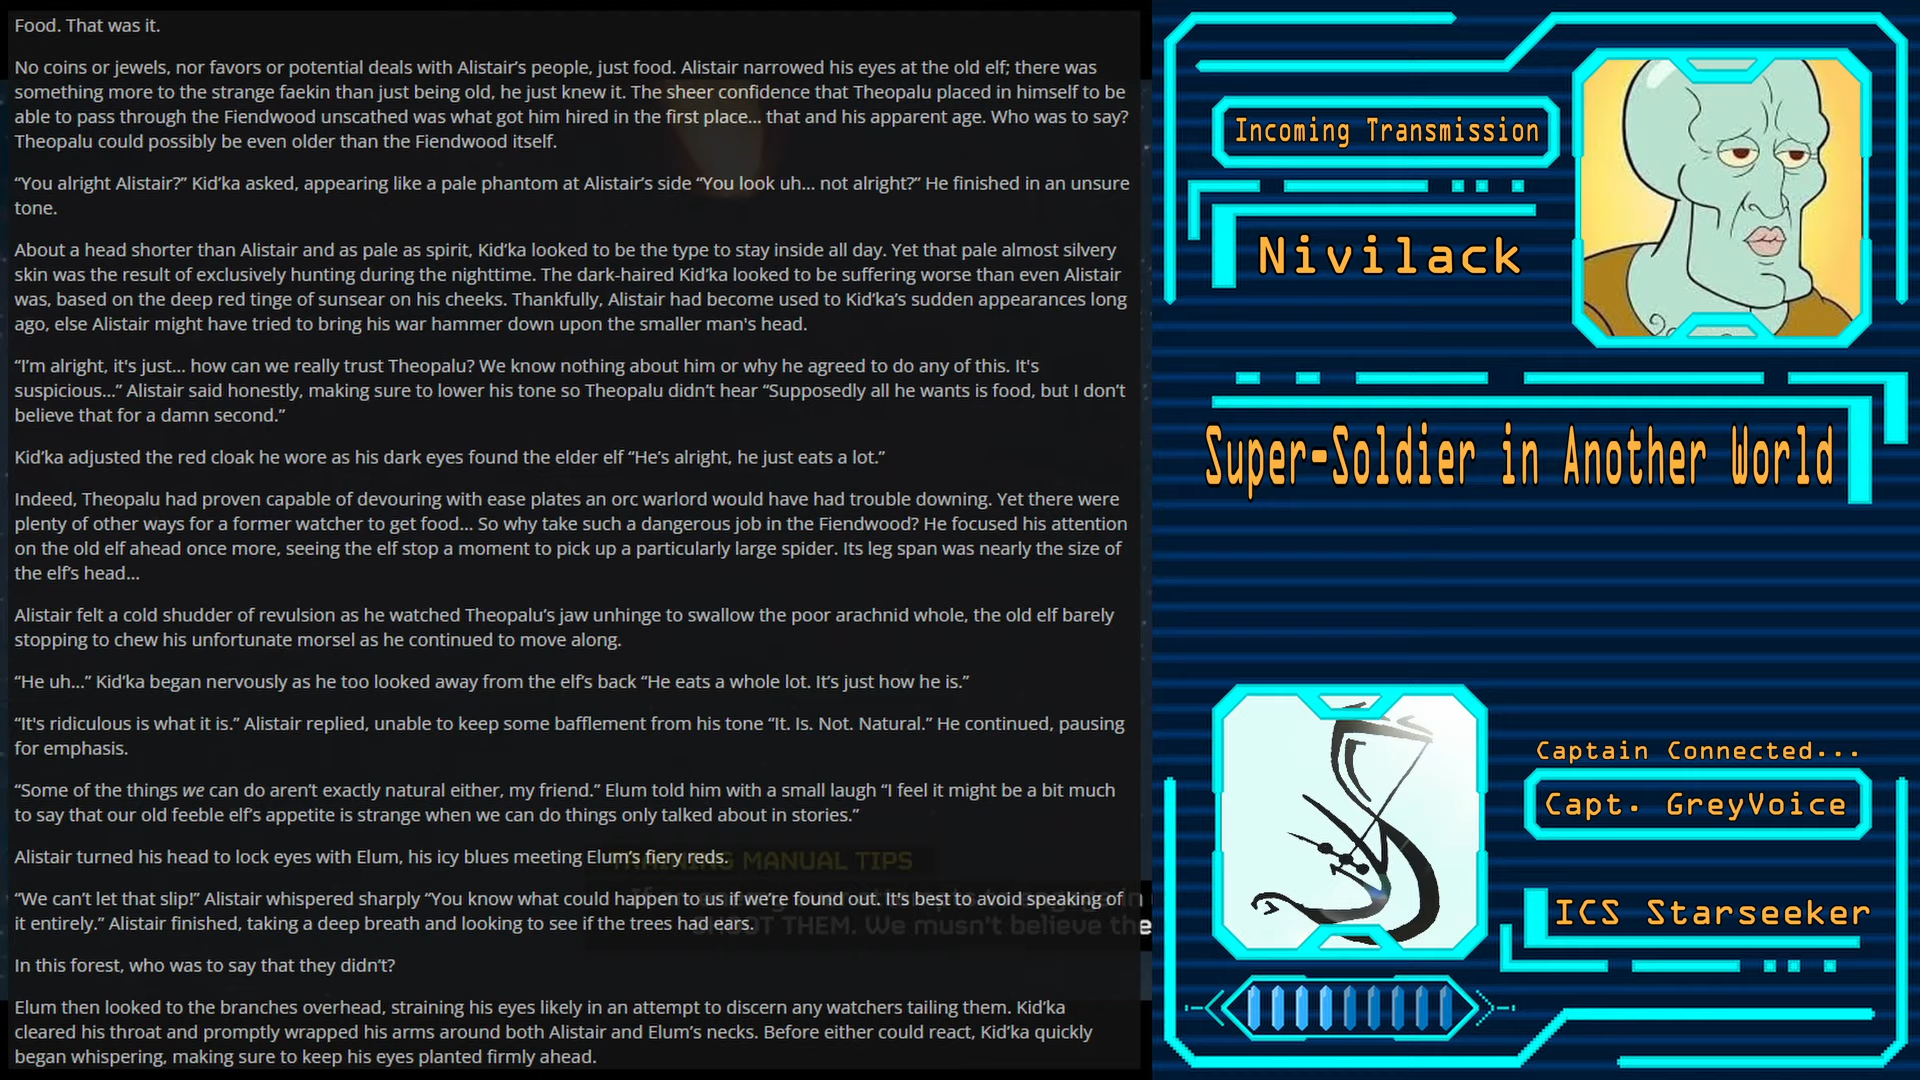 Food. That was it.
No coins or jewels, nor favors or potential deals with Alistair’s people, just food. Alistair narrowed his eyes at the old elf; there was
something more to the strange faekin than just being old, he just knew it. The sheer confidence that Theopalu placed in himself to be
able to pass through the Fiendwood unscathed was what got him hired in the first place... that and his apparent age. Who was to say?
Theopalu could possibly be even older than the Fiendwood itself.
“You alright Alistair?” Kid’ka asked, appearing like a pale phantom at Alistair’s side “You look uh... not alright?” He finished in an unsure
tone.
About a head shorter than Alistair and as pale as spirit, Kid’ka looked to be the type to stay inside all day. Yet that pale almost silvery
skin was the result of exclusively hunting during the nighttime. The dark-haired Kid’ka looked to be suffering worse than even Alistair
was, based on the deep red tinge of sunsear on his cheeks. Thankfully, Alistair had become used to Kid’ka’s sudden appearances long
ago, else Alistair might have tried to bring his war hammer down upon the smaller man's head.
“I’m alright, it's just... how can we really trust Theopalu? We know nothing about him or why he agreed to do any of this. It's
suspicious...” Alistair said honestly, making sure to lower his tone so Theopalu didn’t hear “Supposedly all he wants is food, but I don’t
believe that for a damn second.”
Kid’ka adjusted the red cloak he wore as his dark eyes found the elder elf “He’s alright, he just eats a lot.”
Indeed, Theopalu had proven capable of devouring with ease plates an orc warlord would have had trouble downing. Yet there were
plenty of other ways for a former watcher to get food... So why take such a dangerous job in the Fiendwood? He focused his attention
on the old elf ahead once more, seeing the elf stop a moment to pick up a particularly large spider. Its leg span was nearly the size of
the elf’s head...
Alistair felt a cold shudder of revulsion as he watched Theopalu’s jaw unhinge to swallow the poor arachnid whole, the old elf barely
stopping to chew his unfortunate morsel as he continued to move along.
“He uh...” Kid’ka began nervously as he too looked away from the elf’s back “He eats a whole lot. It’s just how he is.”
“It's ridiculous is what it is.” Alistair replied, unable to keep some bafflement from his tone “It. Is. Not. Natural.” He continued, pausing
for emphasis.
“Some of the things we can do aren’t exactly natural either, my friend.” Elum told him with a small laugh “I feel it might be a bit much
to say that our old feeble elf’s appetite is strange when we can do things only talked about in stories.”
Alistair turned his head to lock eyes with Elum, his icy blues meeting Elum’s fiery reds.
“We can’t let that slip!” Alistair whispered sharply “You know what could happen to us if we’re found out. It’s best to avoid speaking of
it entirely.” Alistair finished, taking a deep breath and looking to see if the trees had ears.
In this forest, who was to say that they didn’t?
Elum then looked to the branches overhead, straining his eyes likely in an attempt to discern any watchers tailing them. Kid’ka
cleared his throat and promptly wrapped his arms around both Alistair and Elum’s necks. Before either could react, Kid’ka quickly
began whispering, making sure to keep his eyes planted firmly ahead.
MANUAL TIPS
SHOOT THEM. We musn't believe the
Incoming Transmission
Nivilack
Super-Soldier in Another World
Captain Connected...
Capt. GreyVoice
ICS Starseeker